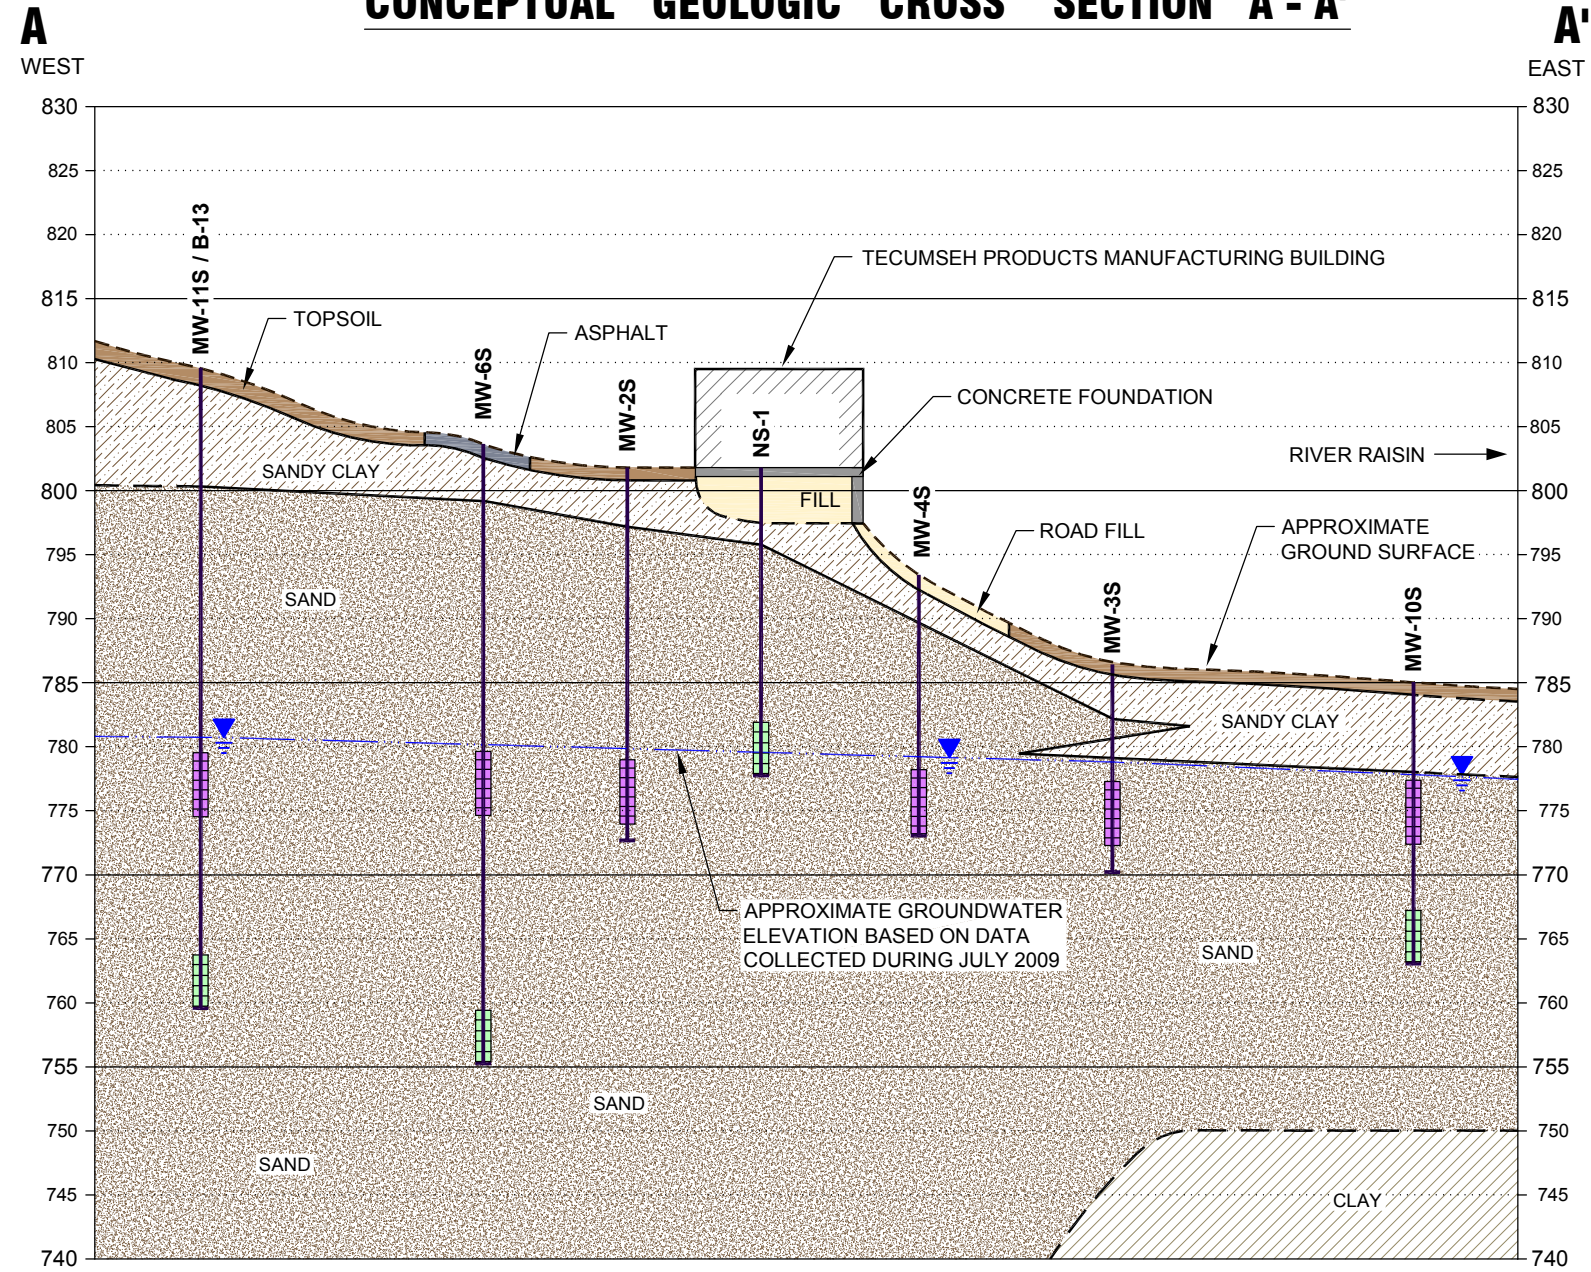 CONCEPTUAL GEOLOGIC CROSS SECTION A - A'
A
A'
WEST
EAST
830
830
825
825
820
820
815
815
810
810
805
805
800
800
795
795
790
790
785
785
780
780
775
775
770
770
765
765
760
760
755
755
750
750
745
745
740
740
MW-11S / B-13
MW-6S
MW-2S
NS-1
MW-4S
MW-3S
MW-10S
TECUMSEH PRODUCTS MANUFACTURING BUILDING
TOPSOIL
ASPHALT
CONCRETE FOUNDATION
RIVER RAISIN
SANDY CLAY
FILL
ROAD FILL
APPROXIMATE
GROUND SURFACE
SAND
SANDY CLAY
APPROXIMATE GROUNDWATER
ELEVATION BASED ON DATA
COLLECTED DURING JULY 2009
SAND
SAND
SAND
CLAY